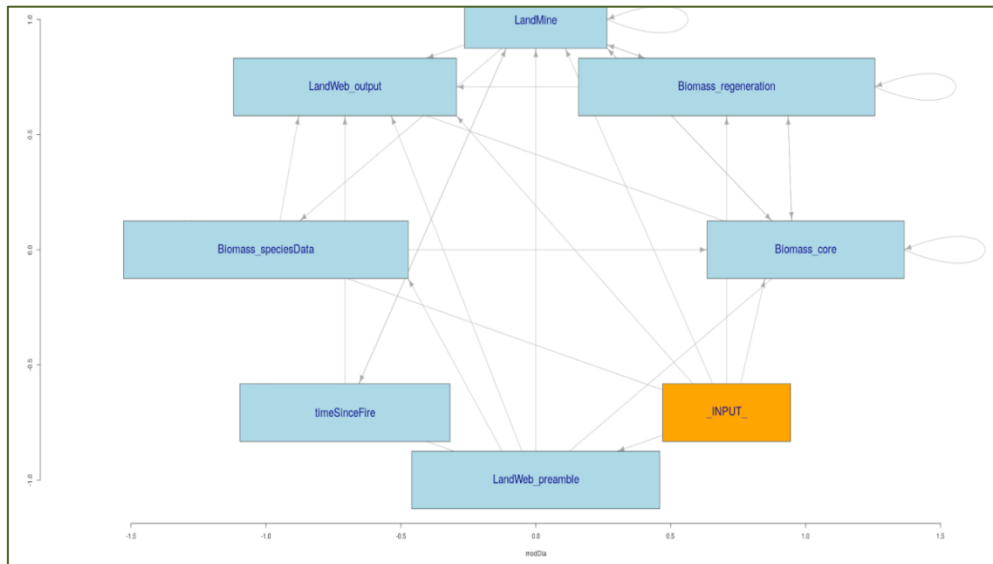 LandMine
LandWeb_output
Biomass_regeneration
Biomass_speciesData
Biomass_core
timeSinceFire
_INPUT_
LandWeb_preamble
1.0
0.5
0.0
-0.5
-1.0
-1.5
-1.0
-0.5
0.0
0.5
1.0
1.5
modDia